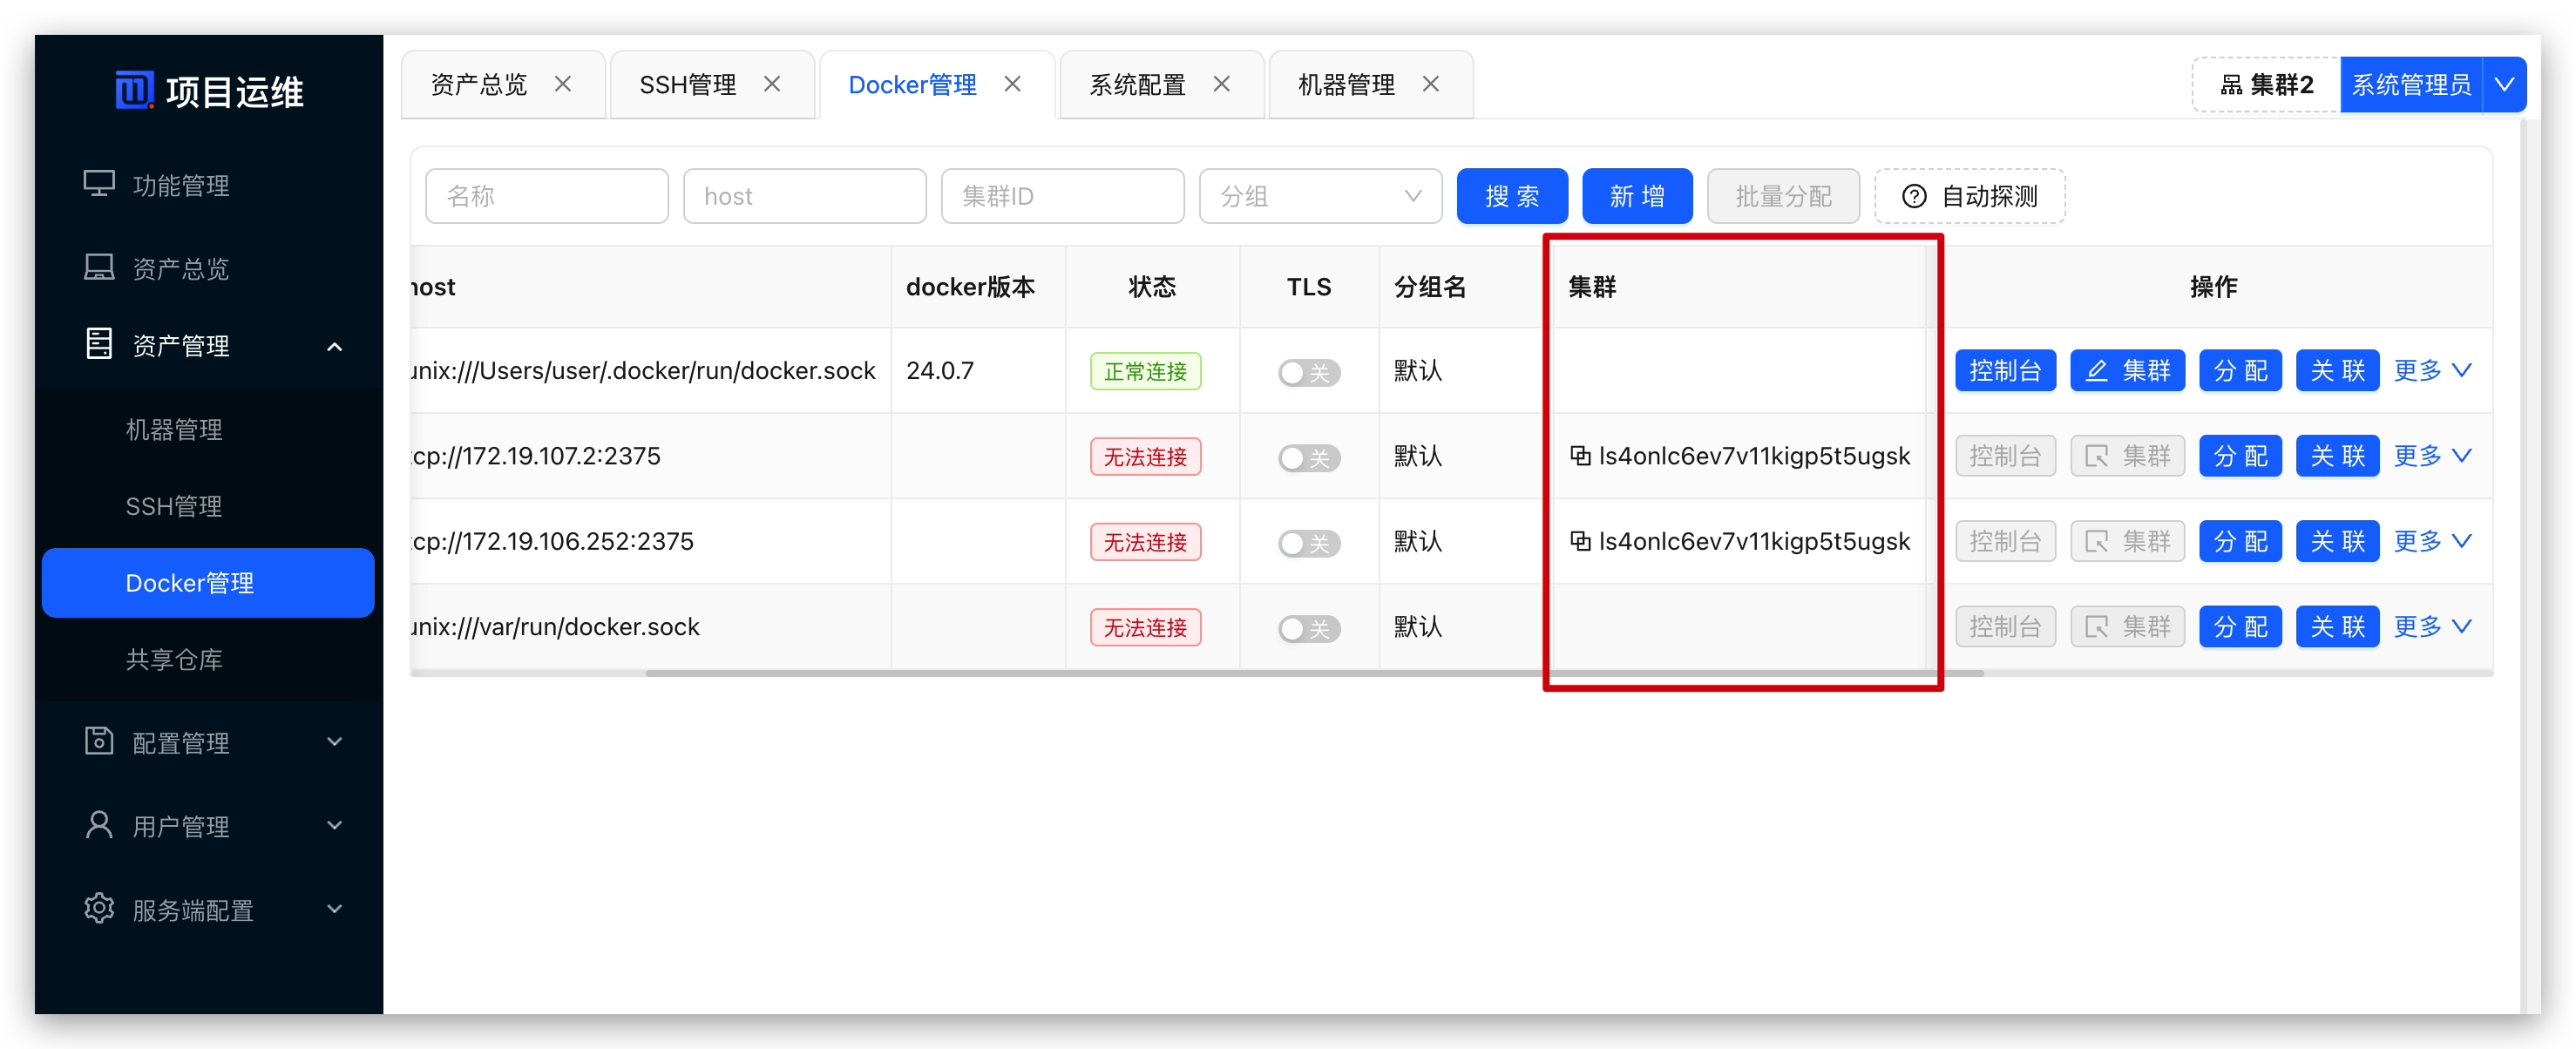 项目运维
功能管理
资产总览
资产管理
机器管理
SSH管理
Docker管理
共享仓库
配置管理
用户管理
服务端配置
资产总览 SSH管理 Docker管理 系统配置 机器管理
集群2 系统管理员
名称 host 集群ID 分组 搜 索 新 增 批量分配 自动探测
host docker版本 状态 TLS 分组名 集群 操作
unix:///Users/user/.docker/run/docker.sock 24.0.7 正常连接 关 默认 控制台 集群 分 配 关 联 更多
tcp://172.19.107.2:2375 无法连接 关 默认 ls4onlc6ev7v11kigp5t5ugsk 控制台 集群 分 配 关 联 更多
tcp://172.19.106.252:2375 无法连接 关 默认 ls4onlc6ev7v11kigp5t5ugsk 控制台 集群 分 配 关 联 更多
unix:///var/run/docker.sock 无法连接 关 默认 控制台 集群 分 配 关 联 更多